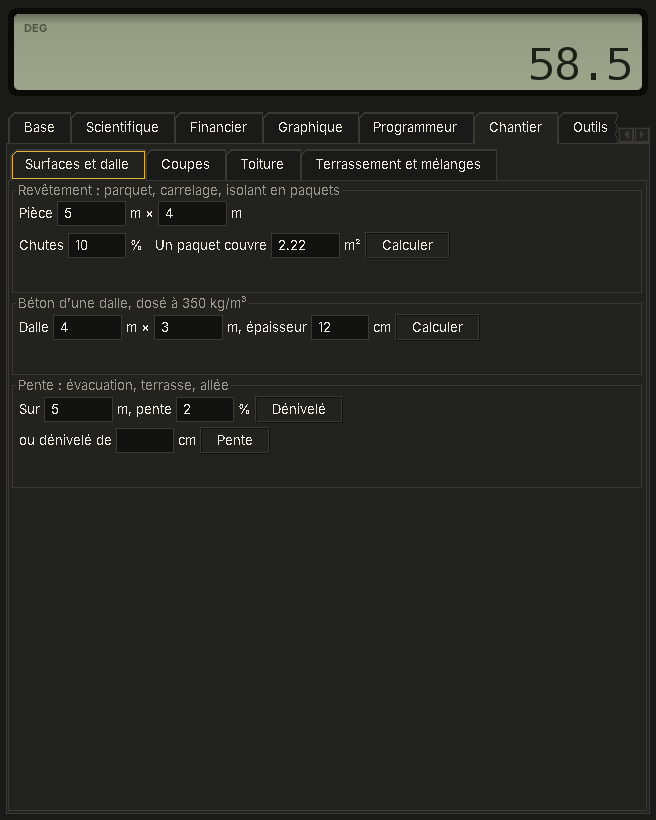 DEG
58.5
Base Scientifique Financier Graphique Programmeur Chantier Outils
Surfaces et dalle Coupes Toiture Terrassement et mélanges
Revêtement : parquet, carrelage, isolant en paquets
Pièce 5 m × 4 m
Chutes 10 % Un paquet couvre 2.22 m² Calculer
Béton d'une dalle, dosé à 350 kg/m³
Dalle 4 m × 3 m, épaisseur 12 cm Calculer
Pente : évacuation, terrasse, allée
Sur 5 m, pente 2 % Dénivelé
ou dénivelé de cm Pente